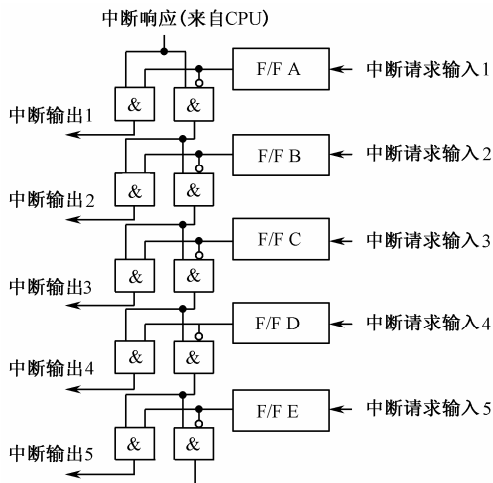 中断响应(来自CPU)
F/F A
中断请求输入1
&
&
中断输出1
F/F B
中断请求输入2
&
&
中断输出2
F/F C
中断请求输入3
&
&
中断输出3
F/F D
中断请求输入4
&
&
中断输出4
F/F E
中断请求输入5
&
&
中断输出5